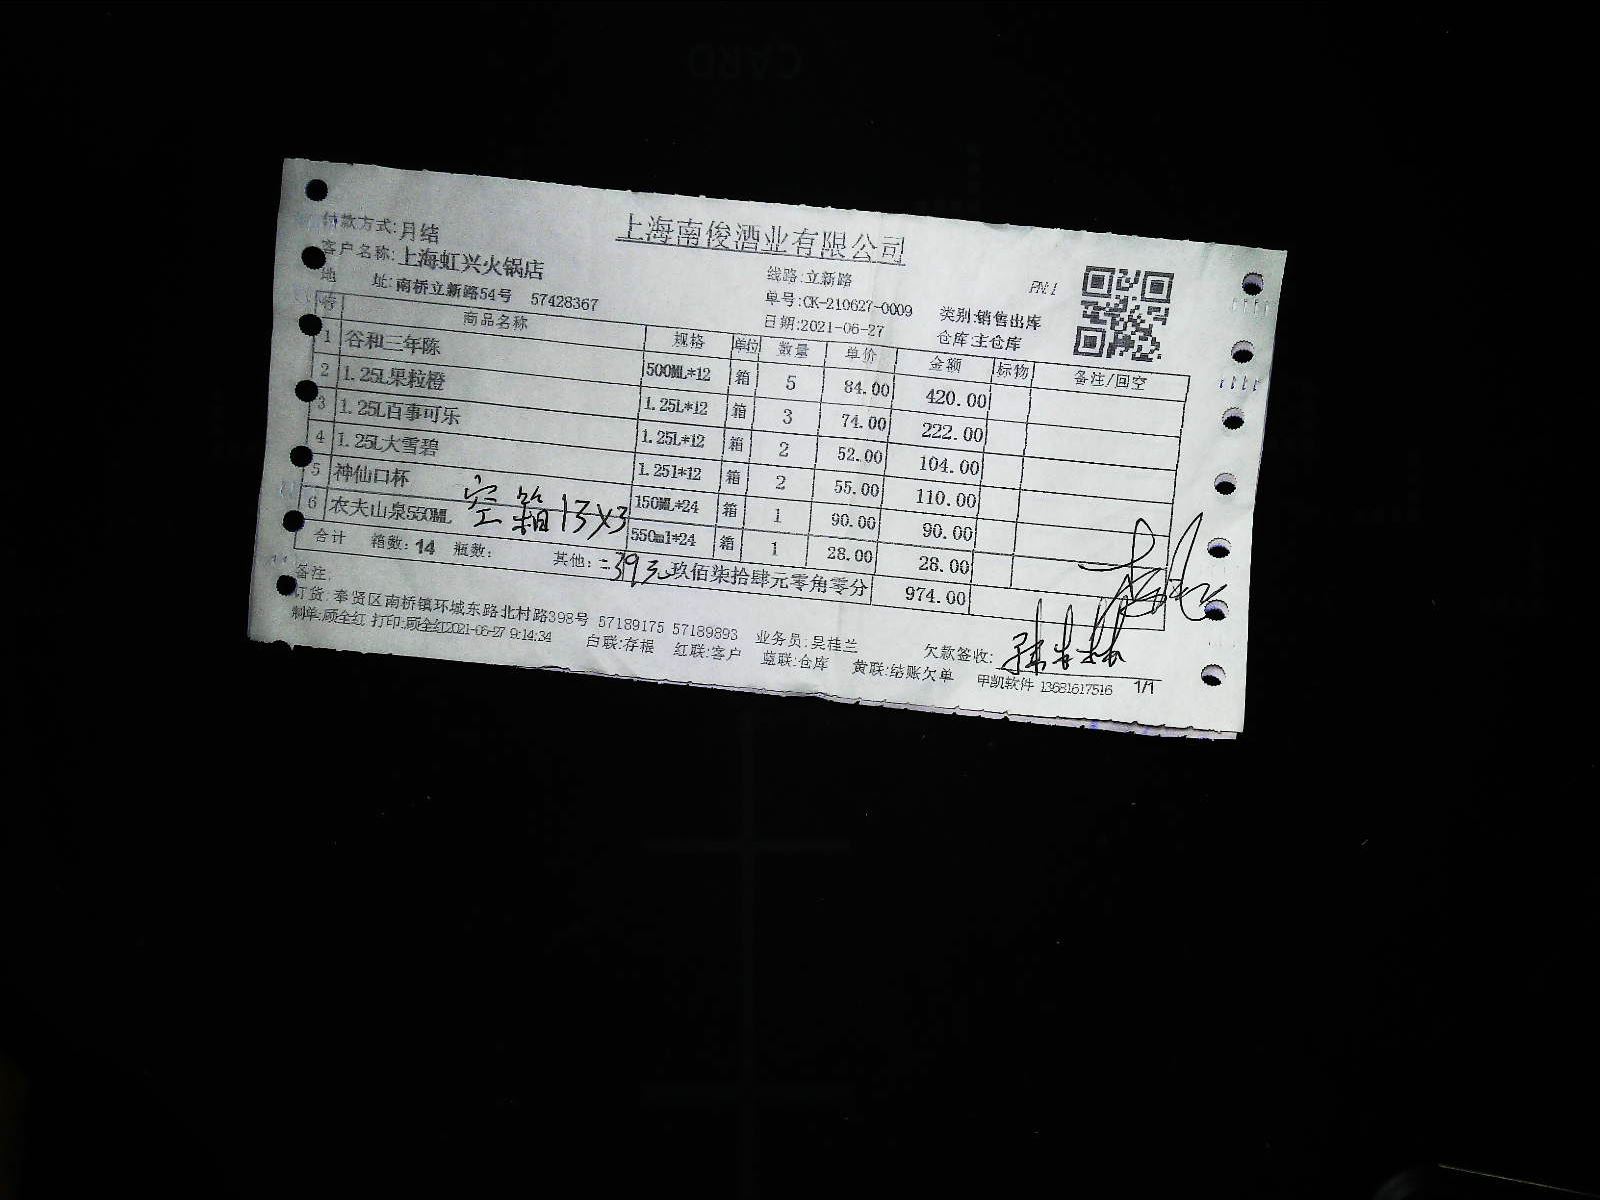 CARD
上海南俊酒业有限公司
付款方式:月结
客户名称:上海虹兴火锅店 线路:立新路 PN:1
地 址:南桥立新路54号 57428367 单号:CK-210627-0009 类别:销售出库
日期:2021-06-27 仓库:主仓库
商品名称 规格 单位 数量 单价 金额 标物 备注/回空
1 谷和三年陈 500ML*12 箱 5 84.00 420.00
2 1.25L果粒橙 1.25L*12 箱 3 74.00 222.00
3 1.25L百事可乐 1.25L*12 箱 2 52.00 104.00
4 1.25L大雪碧 1.25l*12 箱 2 55.00 110.00
5 神仙口杯 150ML*24 箱 1 90.00 90.00
6 农夫山泉550ML 550ml*24 箱 1 28.00 28.00
空箱13X3
合计 箱数:14 瓶数: 其他: =39元 玖佰柒拾肆元零角零分 974.00
备注:
订货:奉贤区南桥镇环城东路北村路398号 57189175 57189893 业务员:吴桂兰 欠款签收:
制单:顾全红 打印:顾全红2021-06-27 9:14:34 白联:存根 红联:客户 蓝联:仓库 黄联:结账欠单 甲凯软件 13681617516 1/1